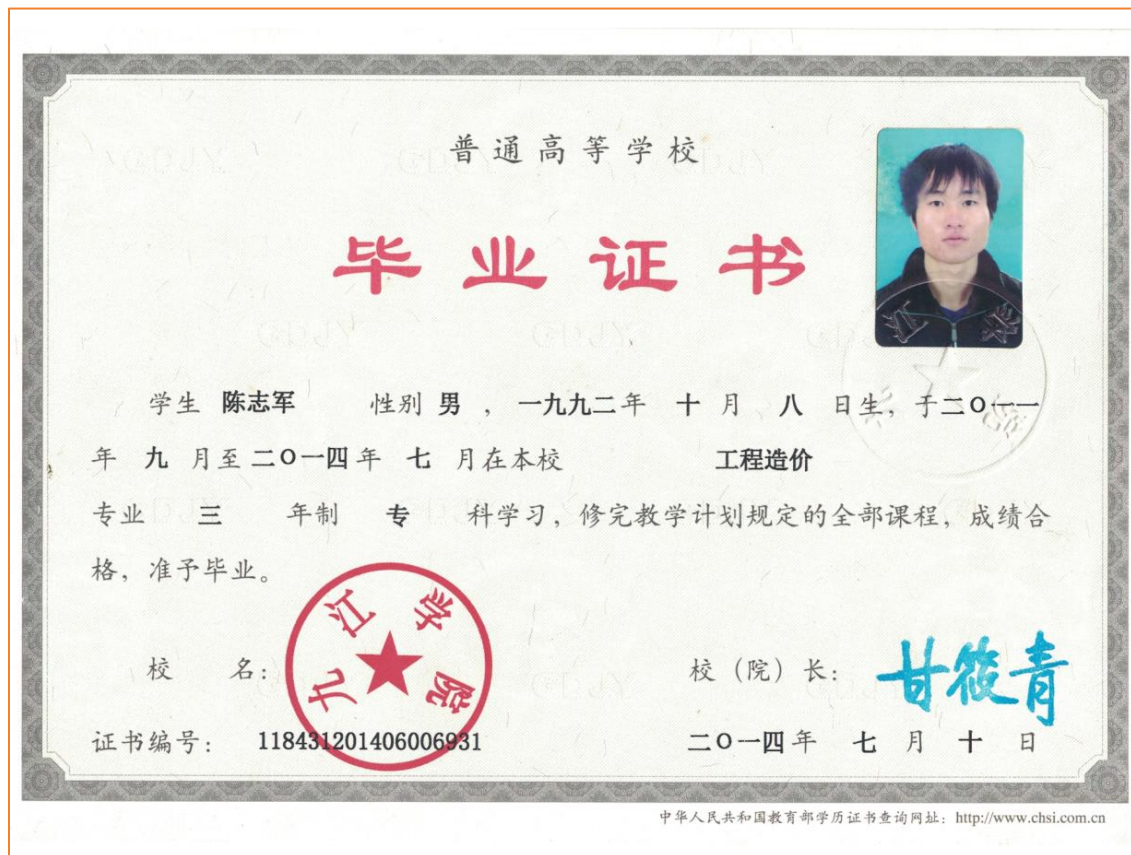 普通高等学校
毕业证书
学生 陈志军 性别 男 ，一九九二年 十 月 八 日生，于二〇一一
年 九 月至二〇一四年 七 月在本校 工程造价
专业 三 年制 专 科学习，修完教学计划规定的全部课程，成绩合
格，准予毕业。
九江学院
校 名：
校（院）长：甘筱青
证书编号：118431201406006931
二〇一四年 七 月 十 日
中华人民共和国教育部学历证书查询网址：http://www.chsi.com.cn